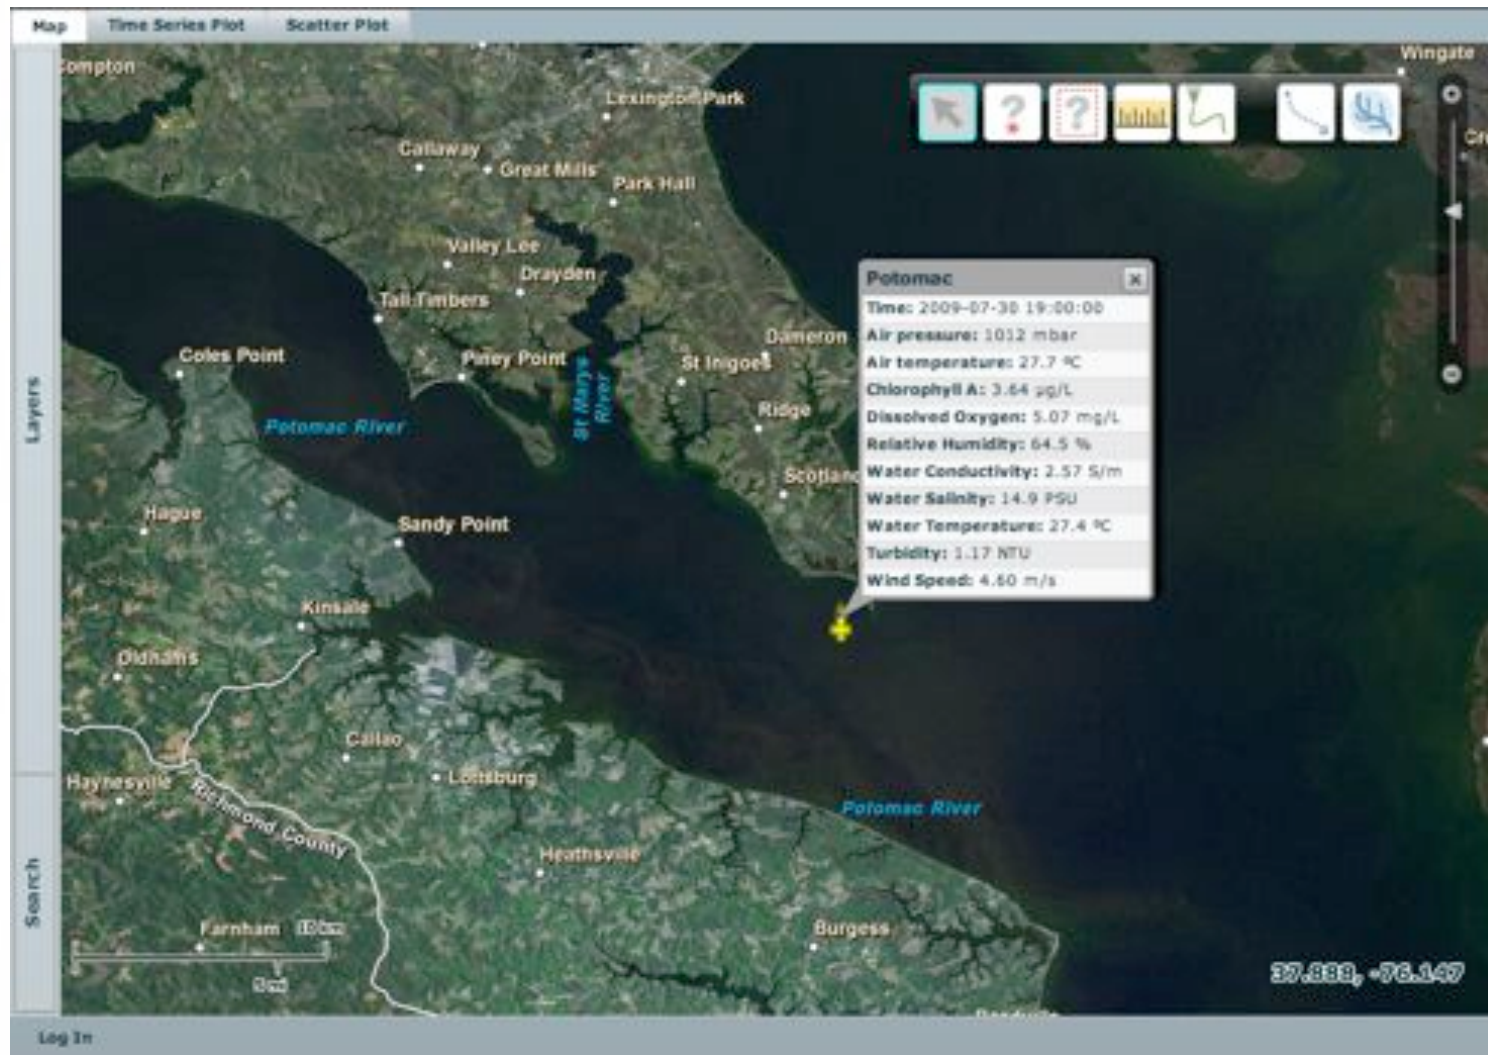 Map
Time Series Plot
Scatter Plot
Compton
Wingate
Lexington Park
Callaway
Great Mills
Park Hall
Valley Lee
Drayden
Tall Timbers
Potomac
Time: 2009-07-30 19:00:00
Air pressure: 1012 mbar
Air temperature: 27.7 ºC
Chlorophyll A: 3.64 µg/L
Dissolved Oxygen: 5.07 mg/L
Relative Humidity: 64.5 %
Water Conductivity: 2.57 S/m
Water Salinity: 14.9 PSU
Water Temperature: 27.4 ºC
Turbidity: 1.17 NTU
Wind Speed: 4.60 m/s
Dameron
Coles Point
Piney Point
St Inigoes
St Marys
River
Layers
Potomac River
Ridge
Scotland
Hague
Sandy Point
Kinsale
Oldhams
Callao
Lottsburg
Haynesville
Richmond County
Potomac River
Heathsville
Search
Farnham
10 km
5 mi
Burgess
37.888, -76.147
Log In